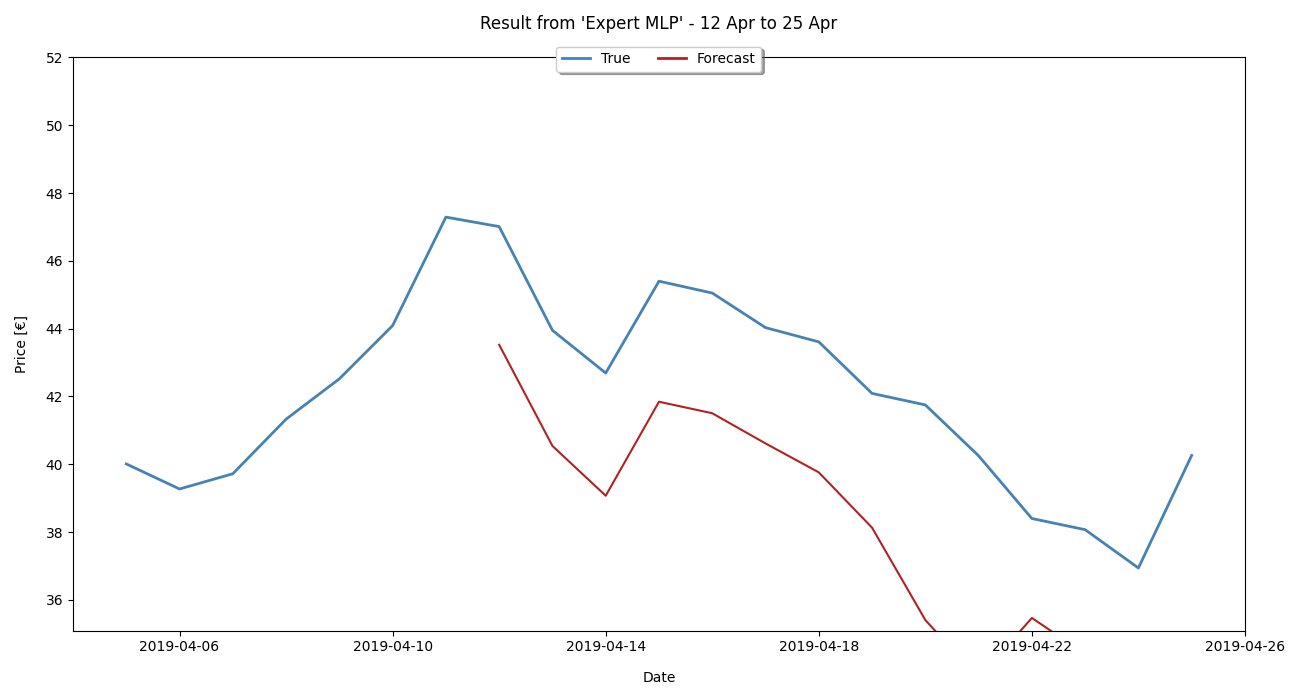 Result from 'Expert MLP' - 12 Apr to 25 Apr
True Forecast
52
50
48
46
44
42
40
38
36
Price [€]
2019-04-06 2019-04-10 2019-04-14 2019-04-18 2019-04-22 2019-04-26
Date